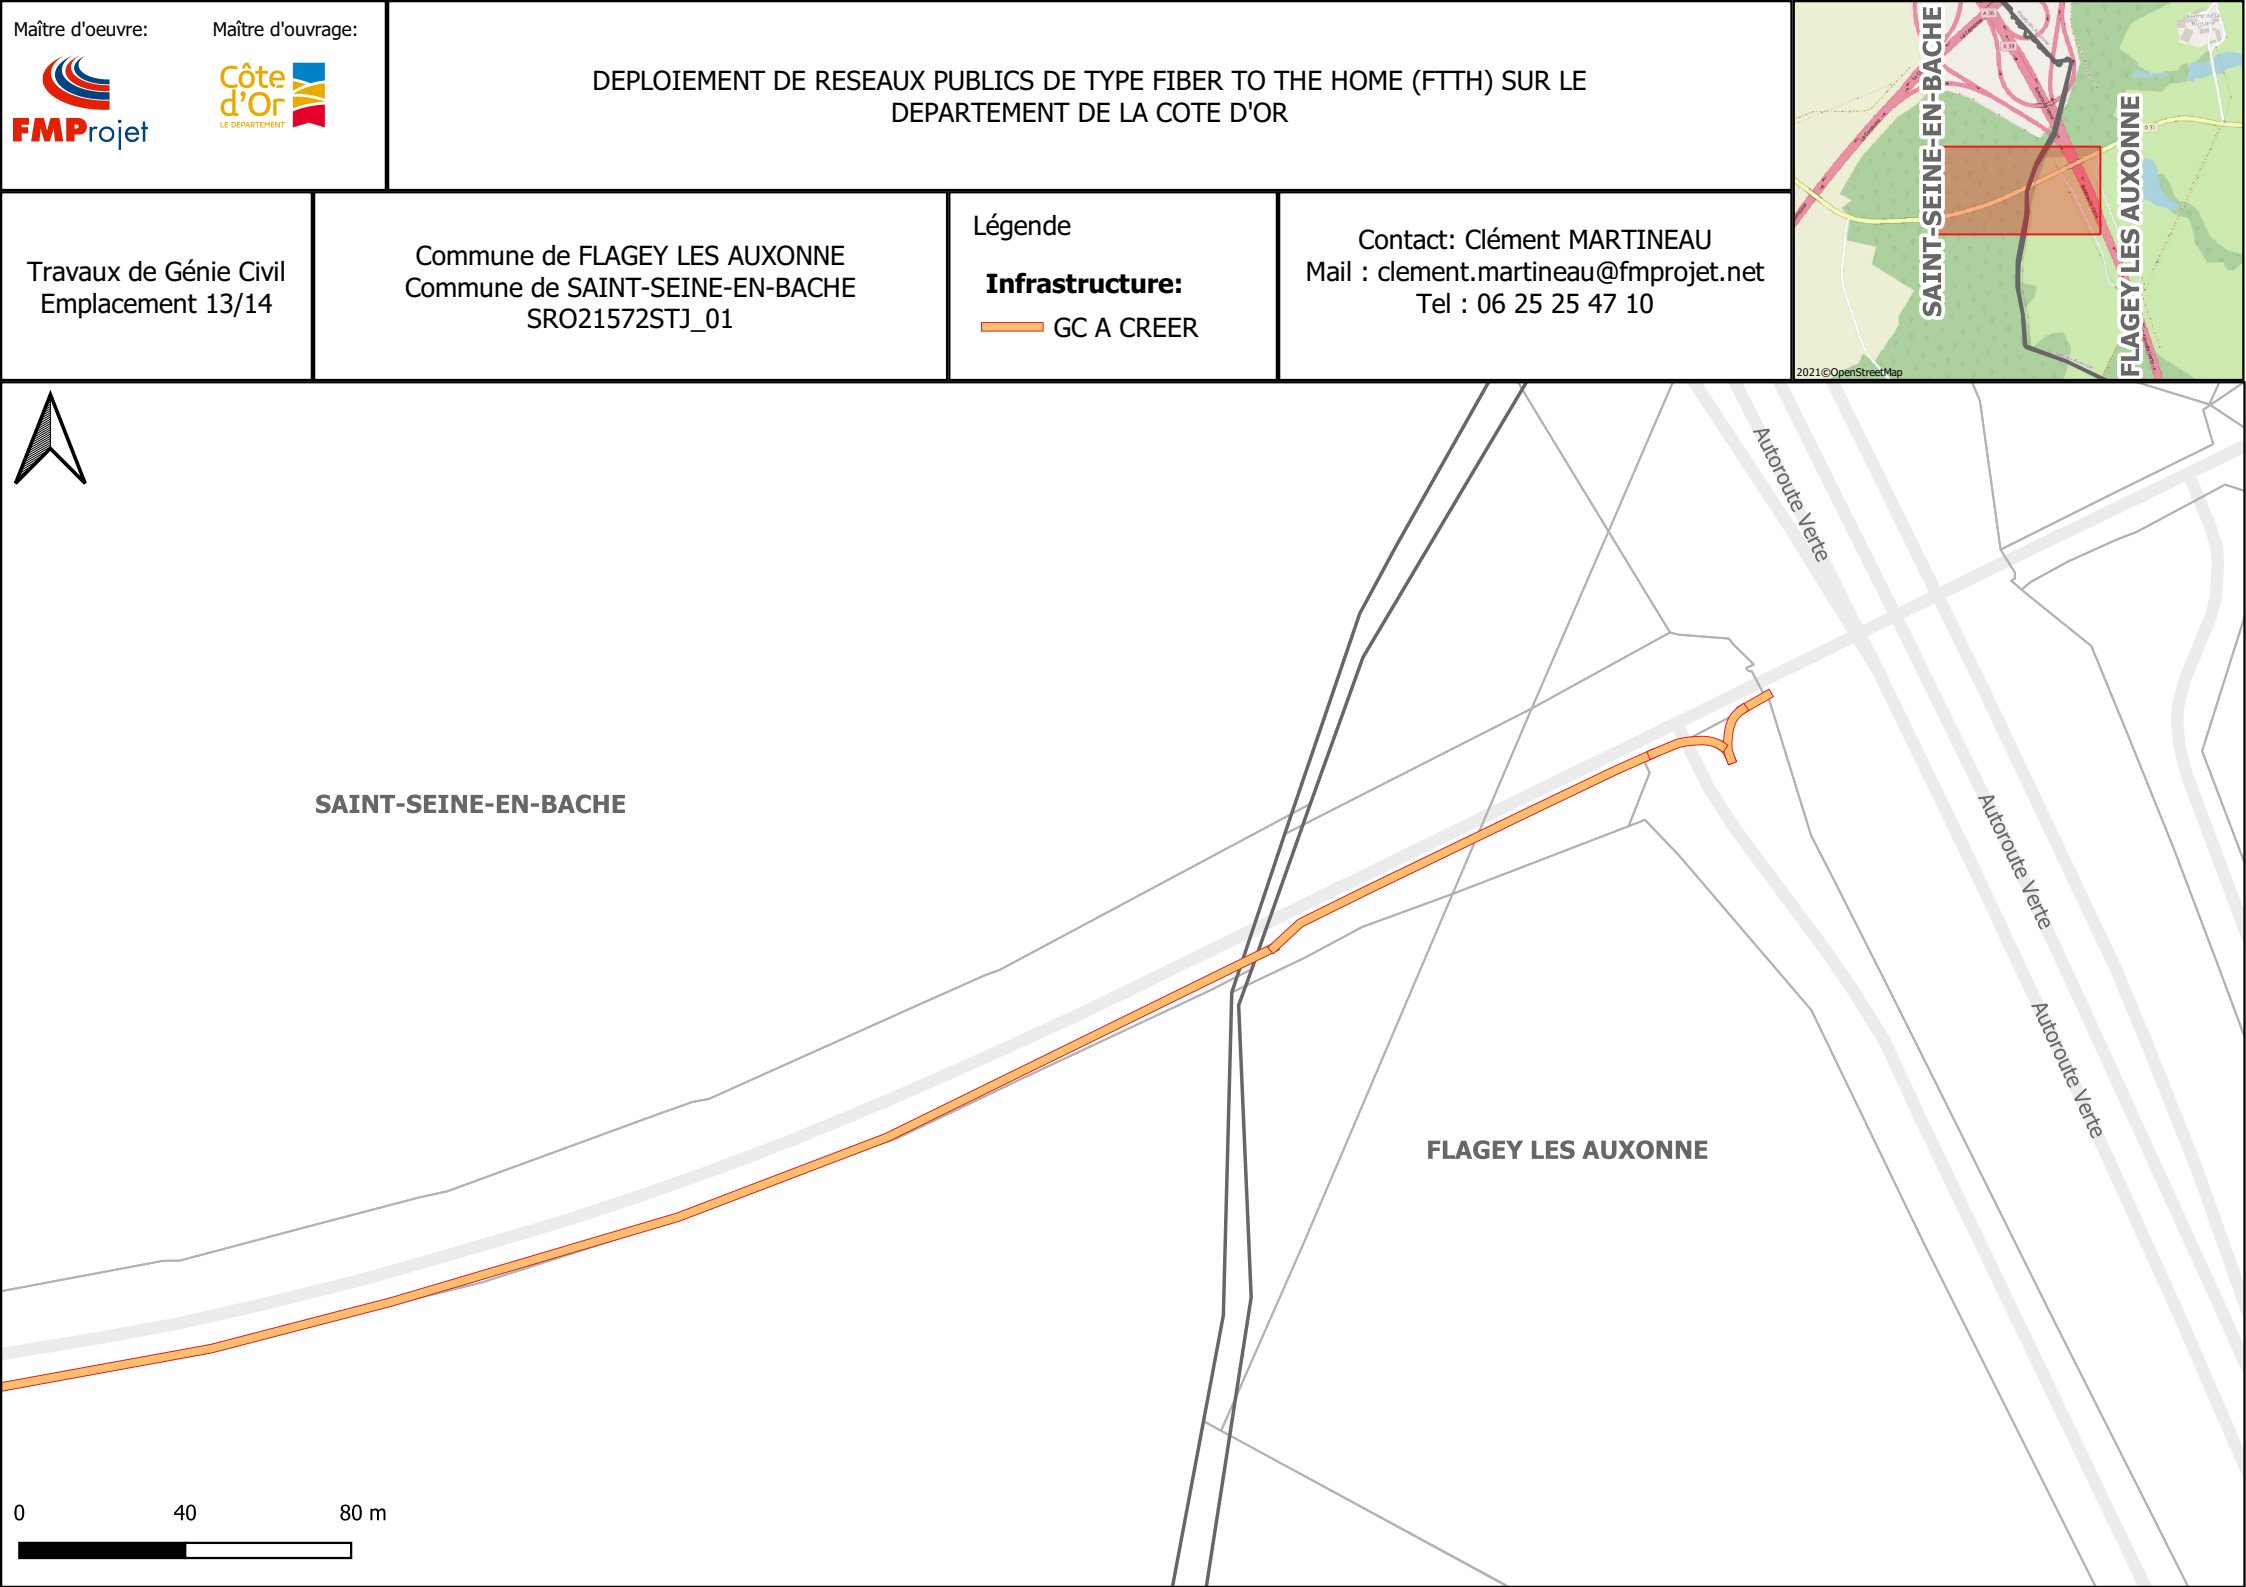 Maître d'oeuvre:
Maître d'ouvrage:
FMProjet
Côte
d'Or
LE DÉPARTEMENT
DEPLOIEMENT DE RESEAUX PUBLICS DE TYPE FIBER TO THE HOME (FTTH) SUR LE
DEPARTEMENT DE LA COTE D'OR
Travaux de Génie Civil
Emplacement 13/14
Commune de FLAGEY LES AUXONNE
Commune de SAINT-SEINE-EN-BACHE
SRO21572STJ_01
Légende
Infrastructure:
GC A CREER
Contact: Clément MARTINEAU
Mail : clement.martineau@fmprojet.net
Tel : 06 25 25 47 10
SAINT-SEINE-EN-BACHE
FLAGEY LES AUXONNE
A 36
A 39
D 31
2021©OpenStreetMap
Autoroute Verte
SAINT-SEINE-EN-BACHE
Autoroute Verte
Autoroute Verte
FLAGEY LES AUXONNE
0 40 80 m